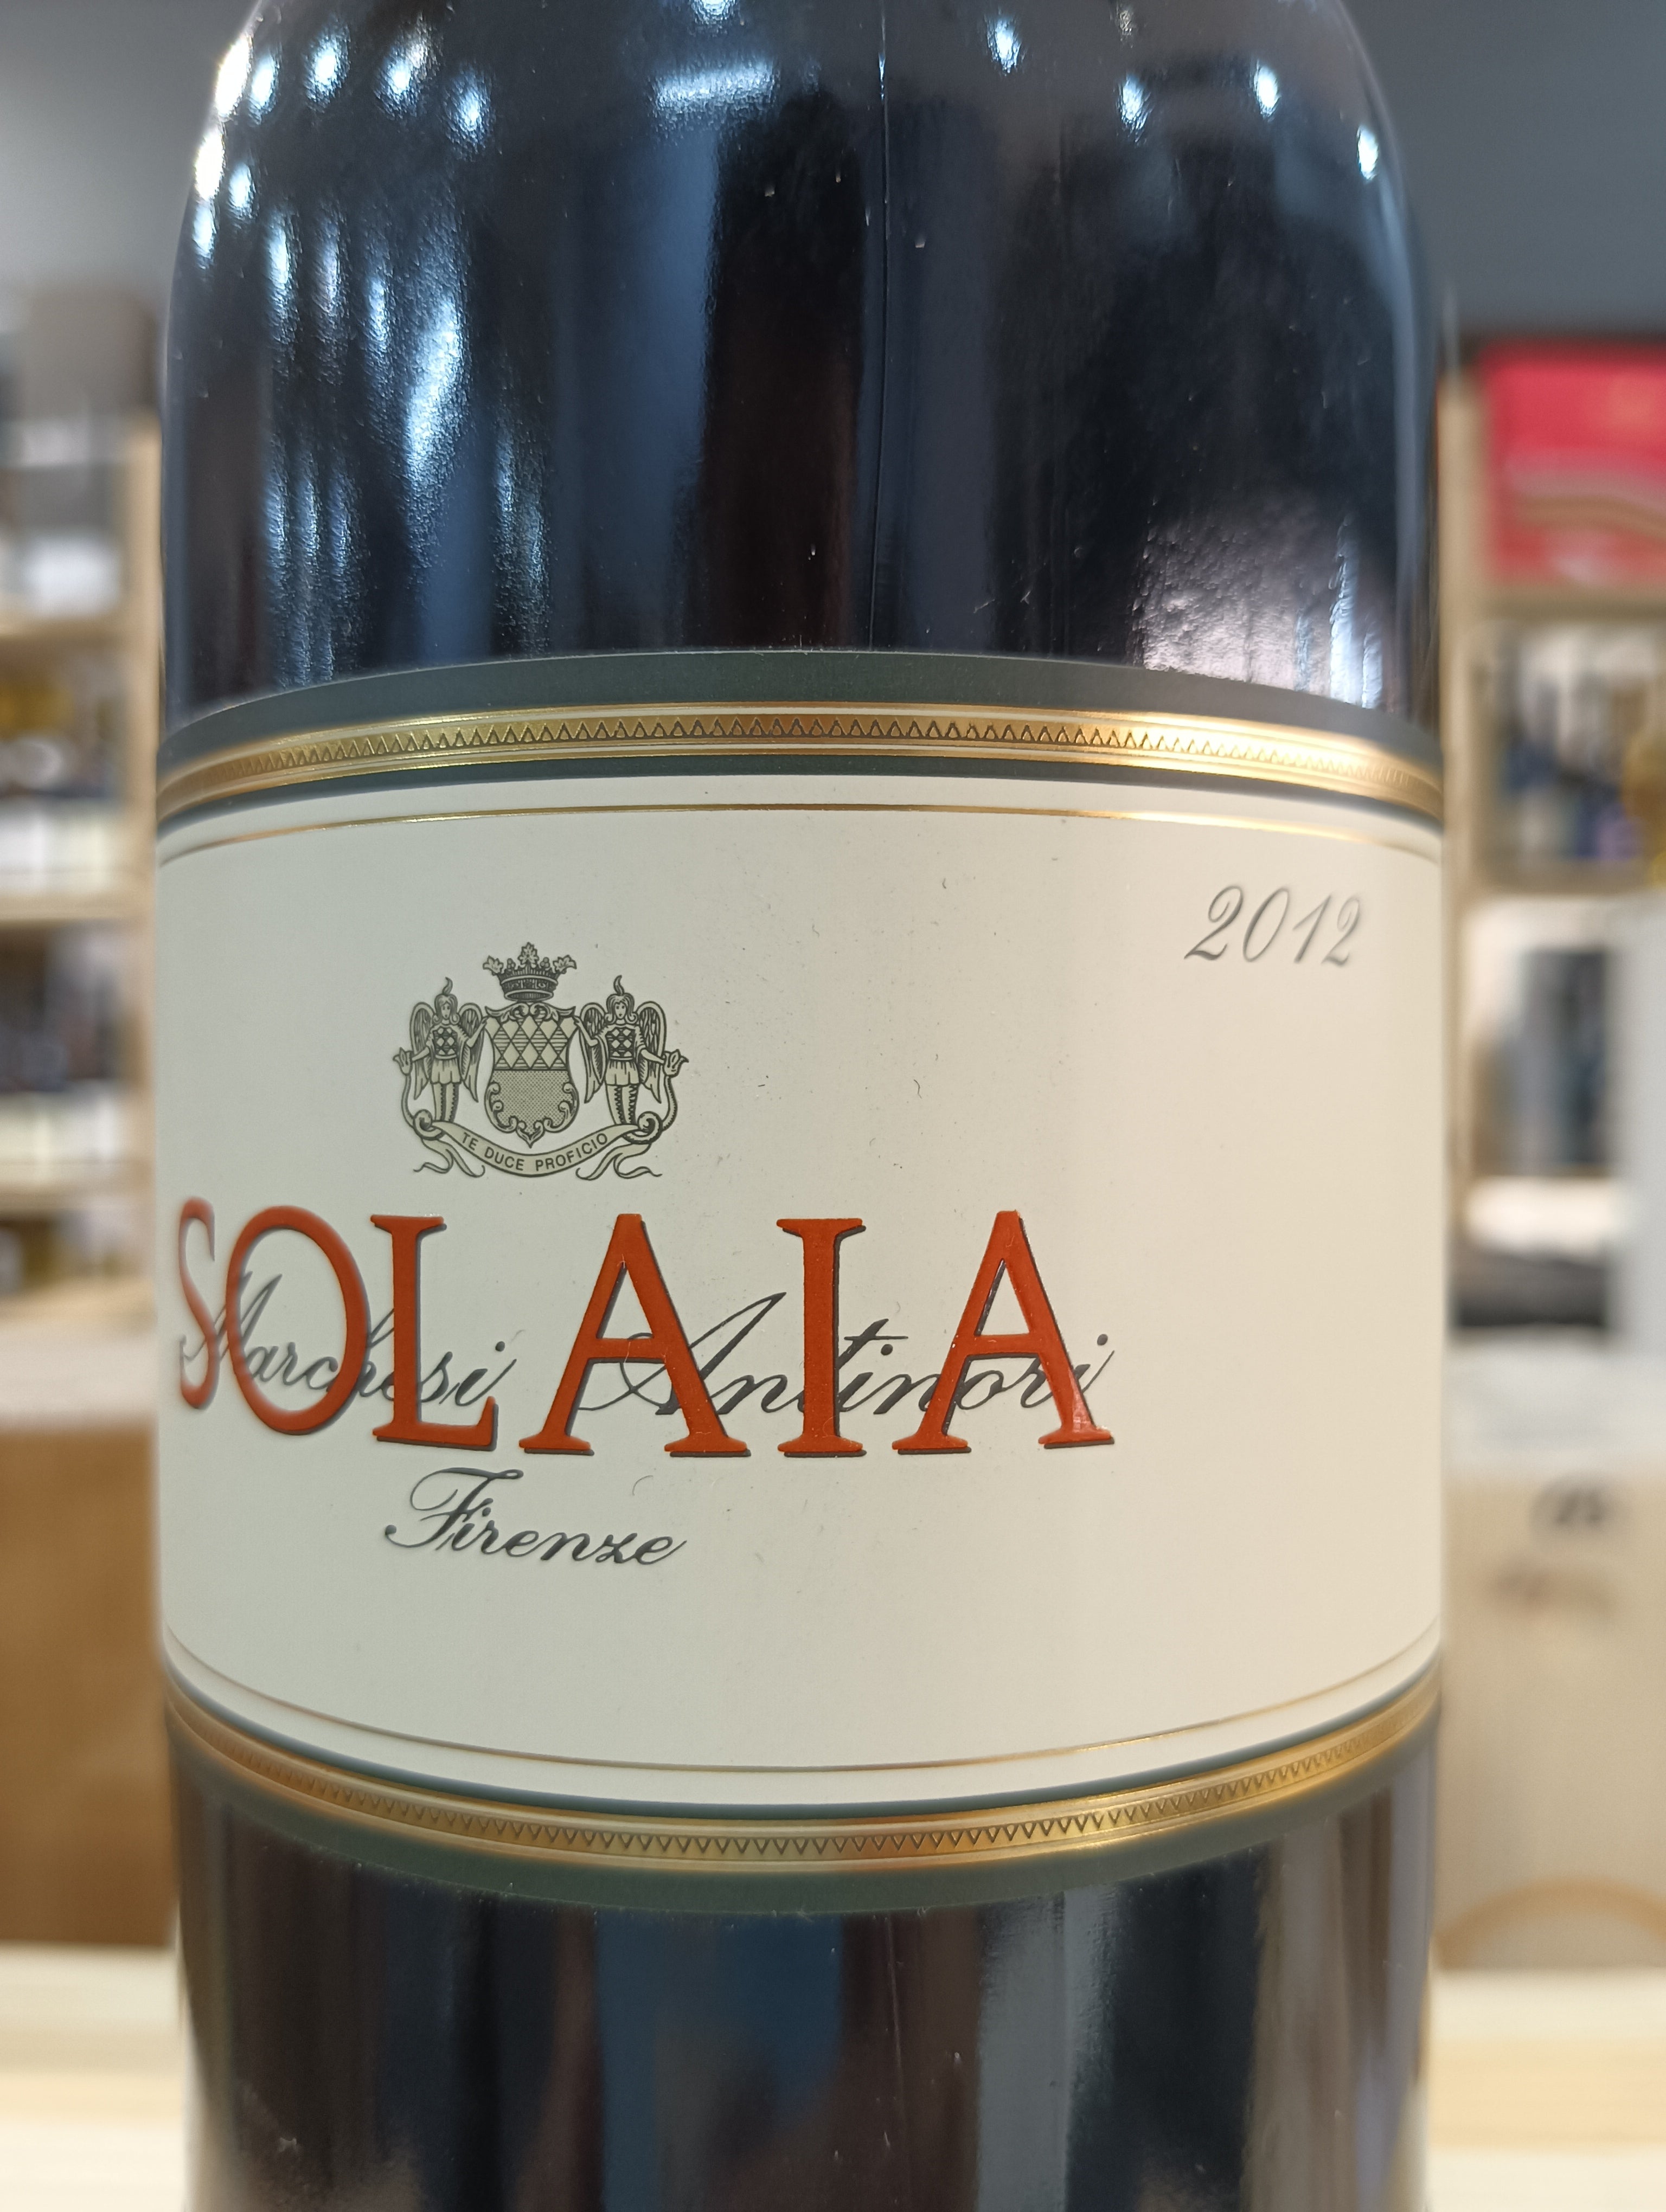 2012
TE DUCE PROFICIO
SOLAIA
Marchesi Antinori
Firenze